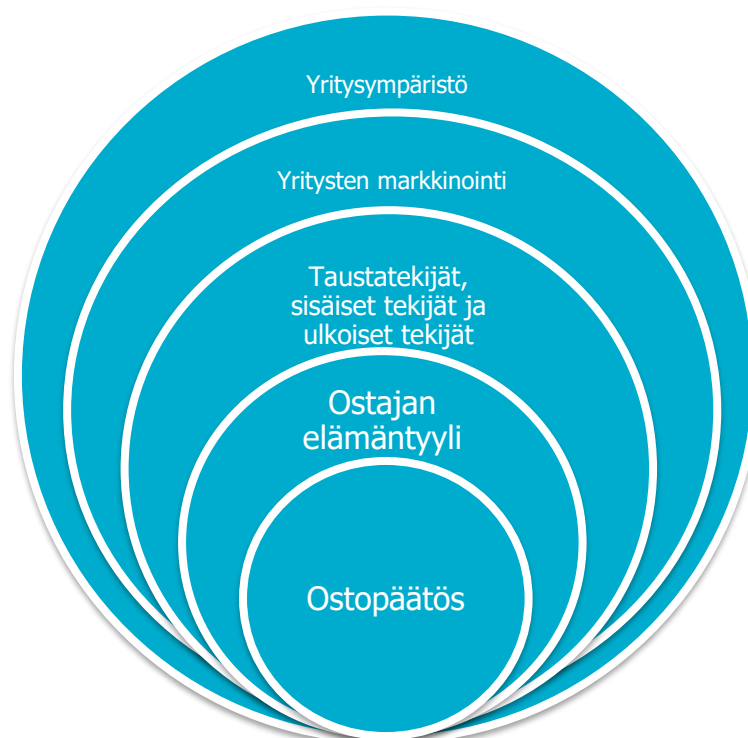 Yritysympäristö
Yritysten markkinointi
Taustatekijät,
sisäiset tekijät ja
ulkoiset tekijät
Ostajan
elämäntyyli
Ostopäätös